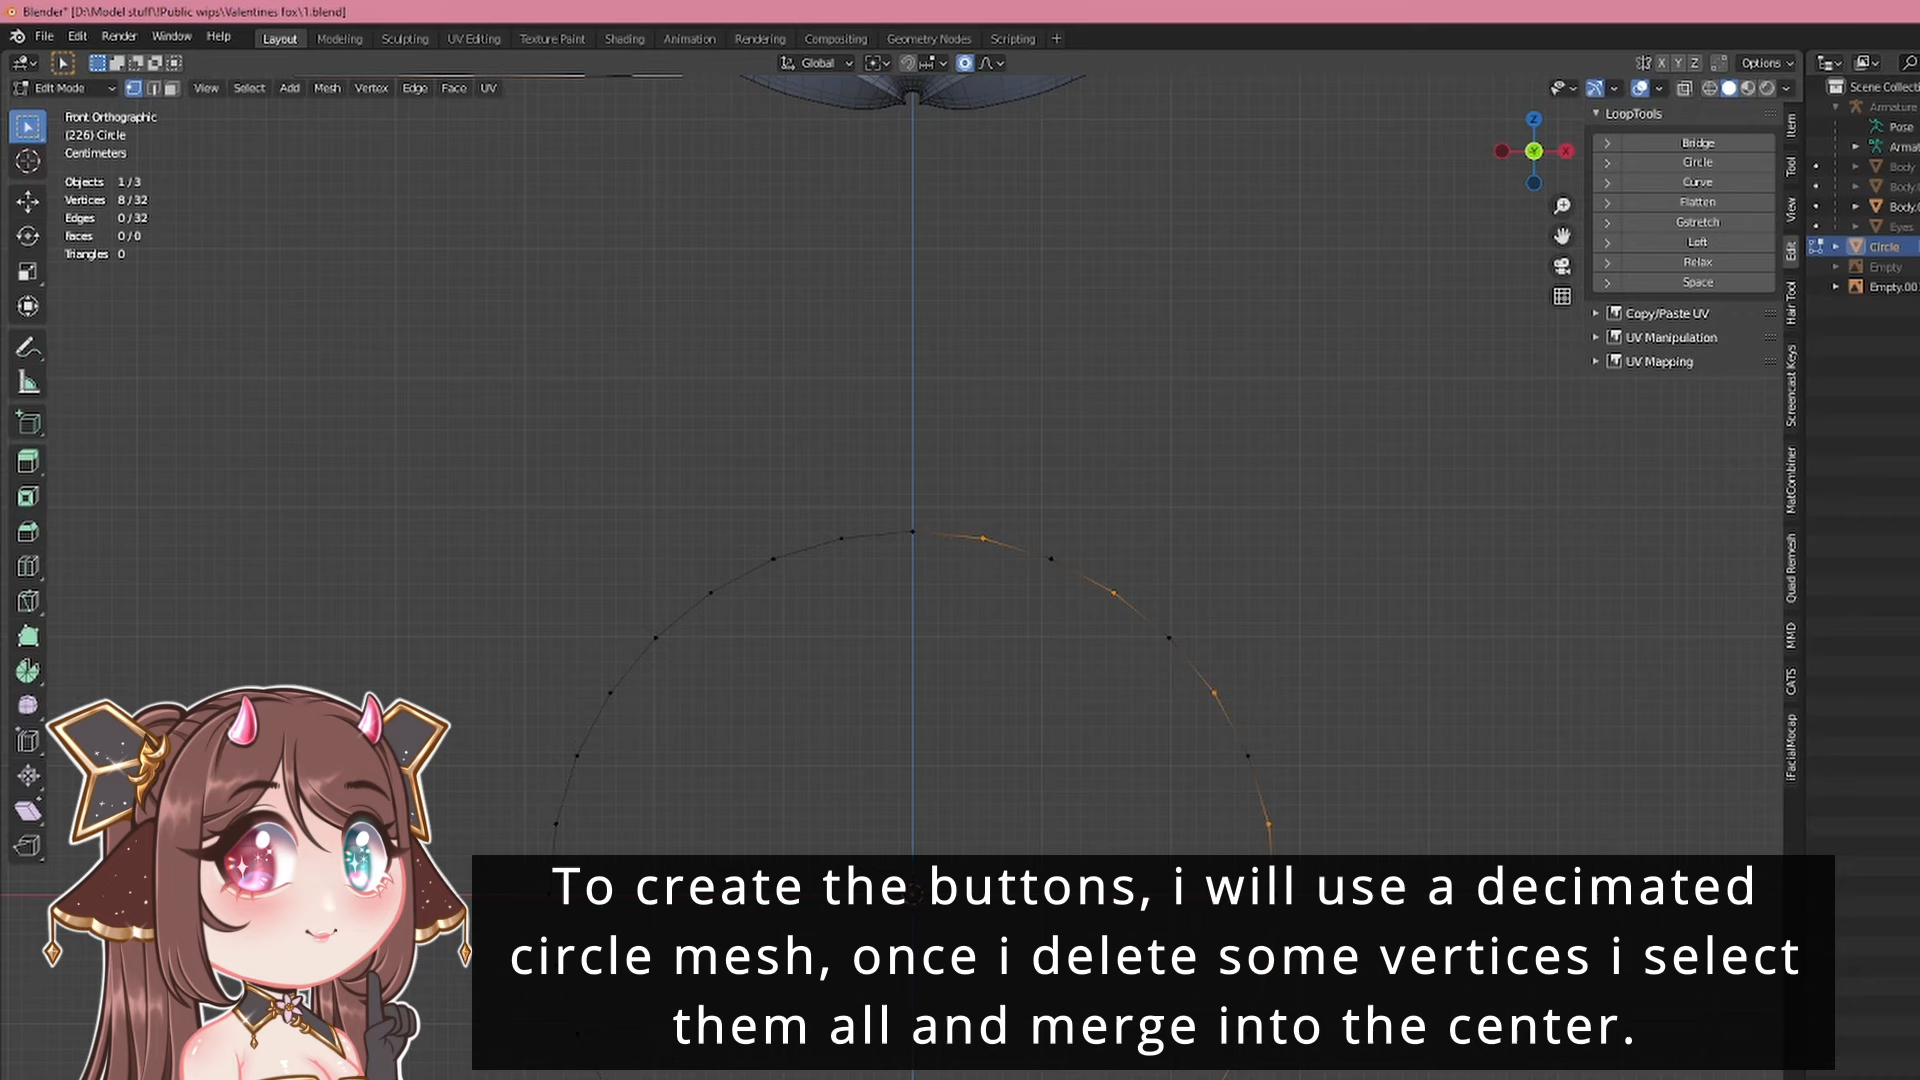 Blender* [D:\Model stuff\!Public wips\Valentines fox\1.blend]
File Edit Render Window Help Layout Modeling Sculpting UV Editing Texture Paint Shading Animation Rendering Compositing Geometry Nodes Scripting +
Global Options
X Y Z
Edit Mode View Select Add Mesh Vertex Edge Face UV
Front Orthographic
(226) Circle
Centimeters
Objects 1/3
Vertices 8/32
Edges 0/32
Faces 0/0
Triangles 0
Z
Y
X
LoopTools
Bridge
Circle
Curve
Flatten
Gstretch
Loft
Relax
Space
Copy/Paste UV
UV Manipulation
UV Mapping
Item
Tool
View
Edit
Hair Tool
Screencast Keys
MatCombiner
Quad Remesh
MMD
CATS
iFacialMocap
Scene Collecti
Armature
Pose
Armat
Body
Body.
Body.
Eyes
Circle
Empty
Empty.00
To create the buttons, i will use a decimated
circle mesh, once i delete some vertices i select
them all and merge into the center.